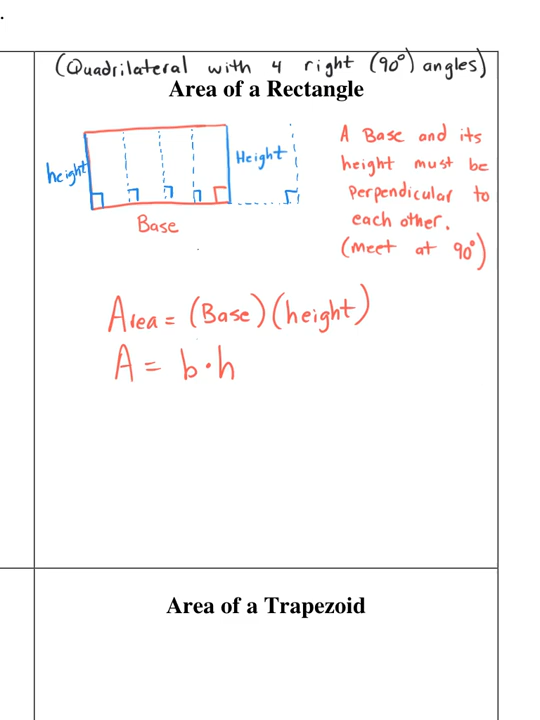 .
(Quadrilateral with 4 right (90°) angles)
Area of a Rectangle
height
Height
Base
A Base and its
height must be
perpendicular to
each other.
(meet at 90°)
Area = (Base)(height)
A = b·h
Area of a Trapezoid